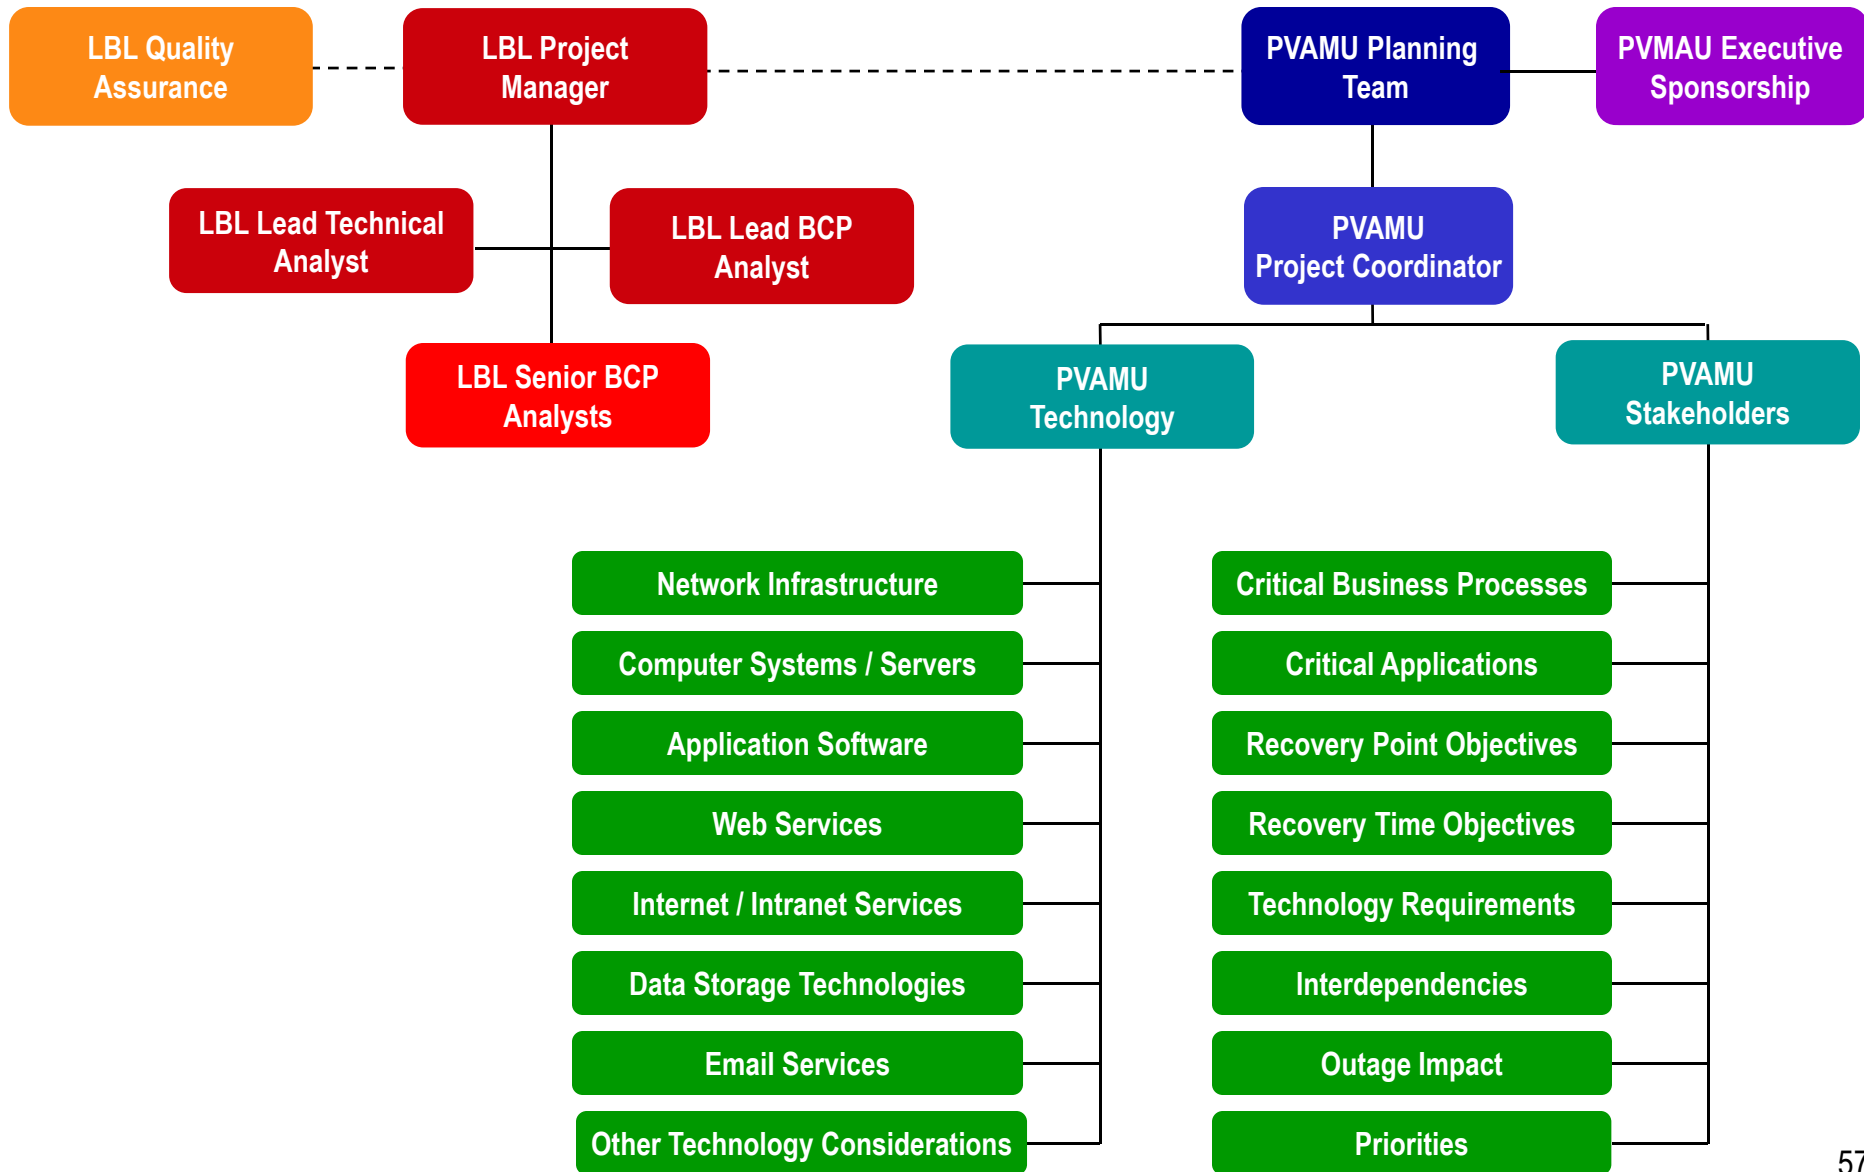 LBL Quality
Assurance
LBL Project
Manager
PVAMU Planning
Team
PVMAU Executive
Sponsorship
LBL Lead Technical
Analyst
LBL Lead BCP
Analyst
PVAMU
Project Coordinator
LBL Senior BCP
Analysts
PVAMU
Technology
PVAMU
Stakeholders
Network Infrastructure
Computer Systems / Servers
Application Software
Web Services
Internet / Intranet Services
Data Storage Technologies
Email Services
Other Technology Considerations
Critical Business Processes
Critical Applications
Recovery Point Objectives
Recovery Time Objectives
Technology Requirements
Interdependencies
Outage Impact
Priorities
57